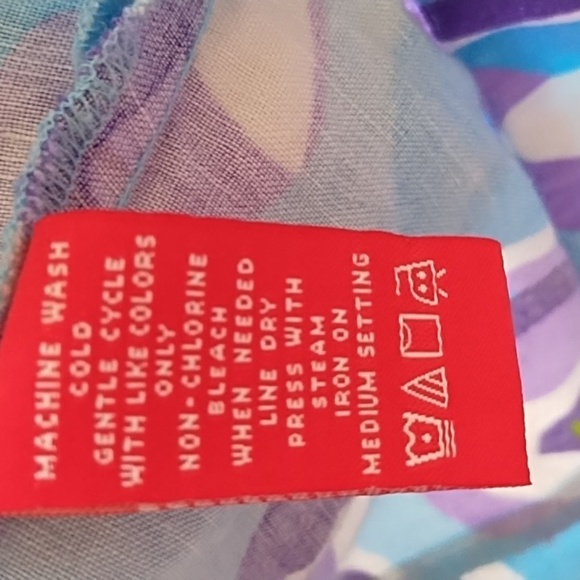 MACHINE WASH
COLD
GENTLE CYCLE
WITH LIKE COLORS
ONLY
NON-CHLORINE
BLEACH
WHEN NEEDED
LINE DRY
PRESS WITH
STEAM
IRON ON
MEDIUM SETTING